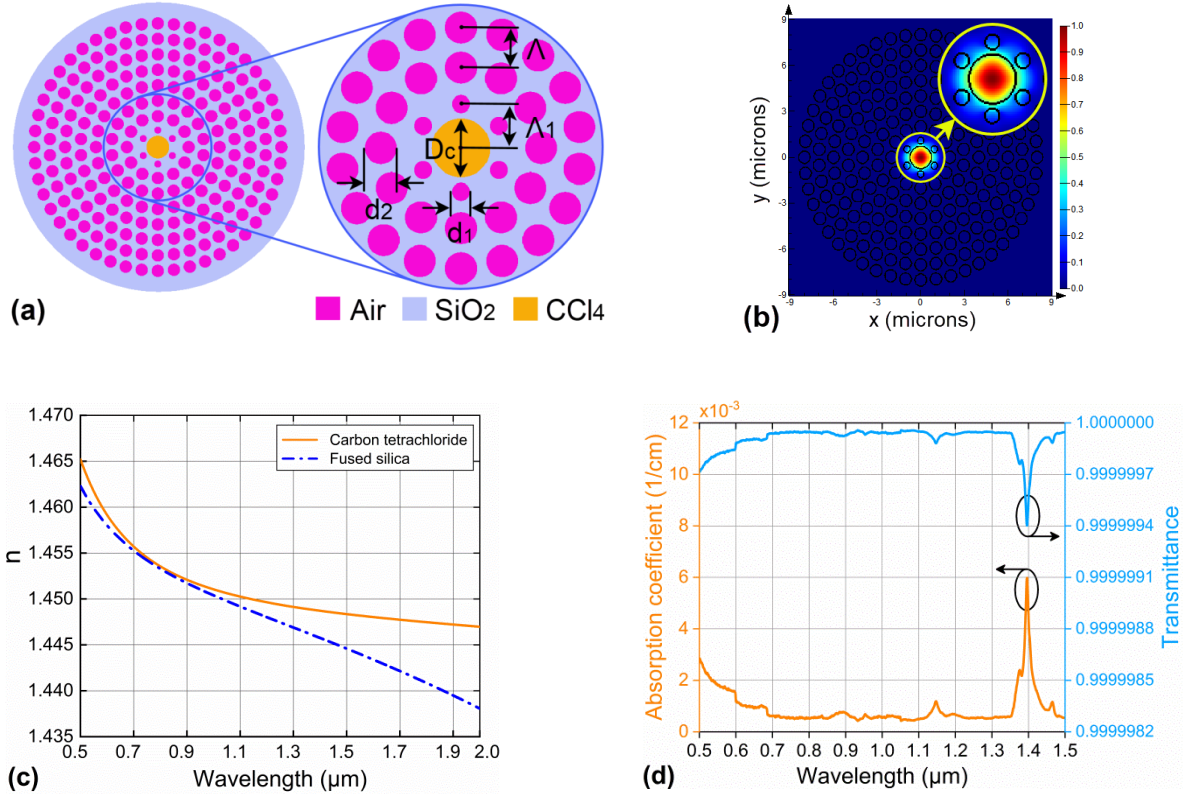 Λ
Λ1
Dc
d2
d1
(a)
Air SiO2 CCl4
1.0
0.9
0.8
0.7
0.6
0.5
0.4
0.3
0.2
0.1
0.0
9
6
3
0
-3
-6
-9
y (microns)
-9 -6 -3 0 3 6 9
x (microns)
(b)
1.470
1.465
1.460
1.455
1.450
1.445
1.440
1.435
n
Carbon tetrachloride
Fused silica
0.5 0.7 0.9 1.1 1.3 1.5 1.7 2.0
Wavelength (μm)
(c)
x10-3
12
10
8
6
4
2
0
Absorption coefficient (1/cm)
1.0000000
0.9999997
0.9999994
0.9999991
0.9999988
0.9999985
0.9999982
Transmittance
0.5 0.6 0.7 0.8 0.9 1.0 1.1 1.2 1.3 1.4 1.5
Wavelength (μm)
(d)